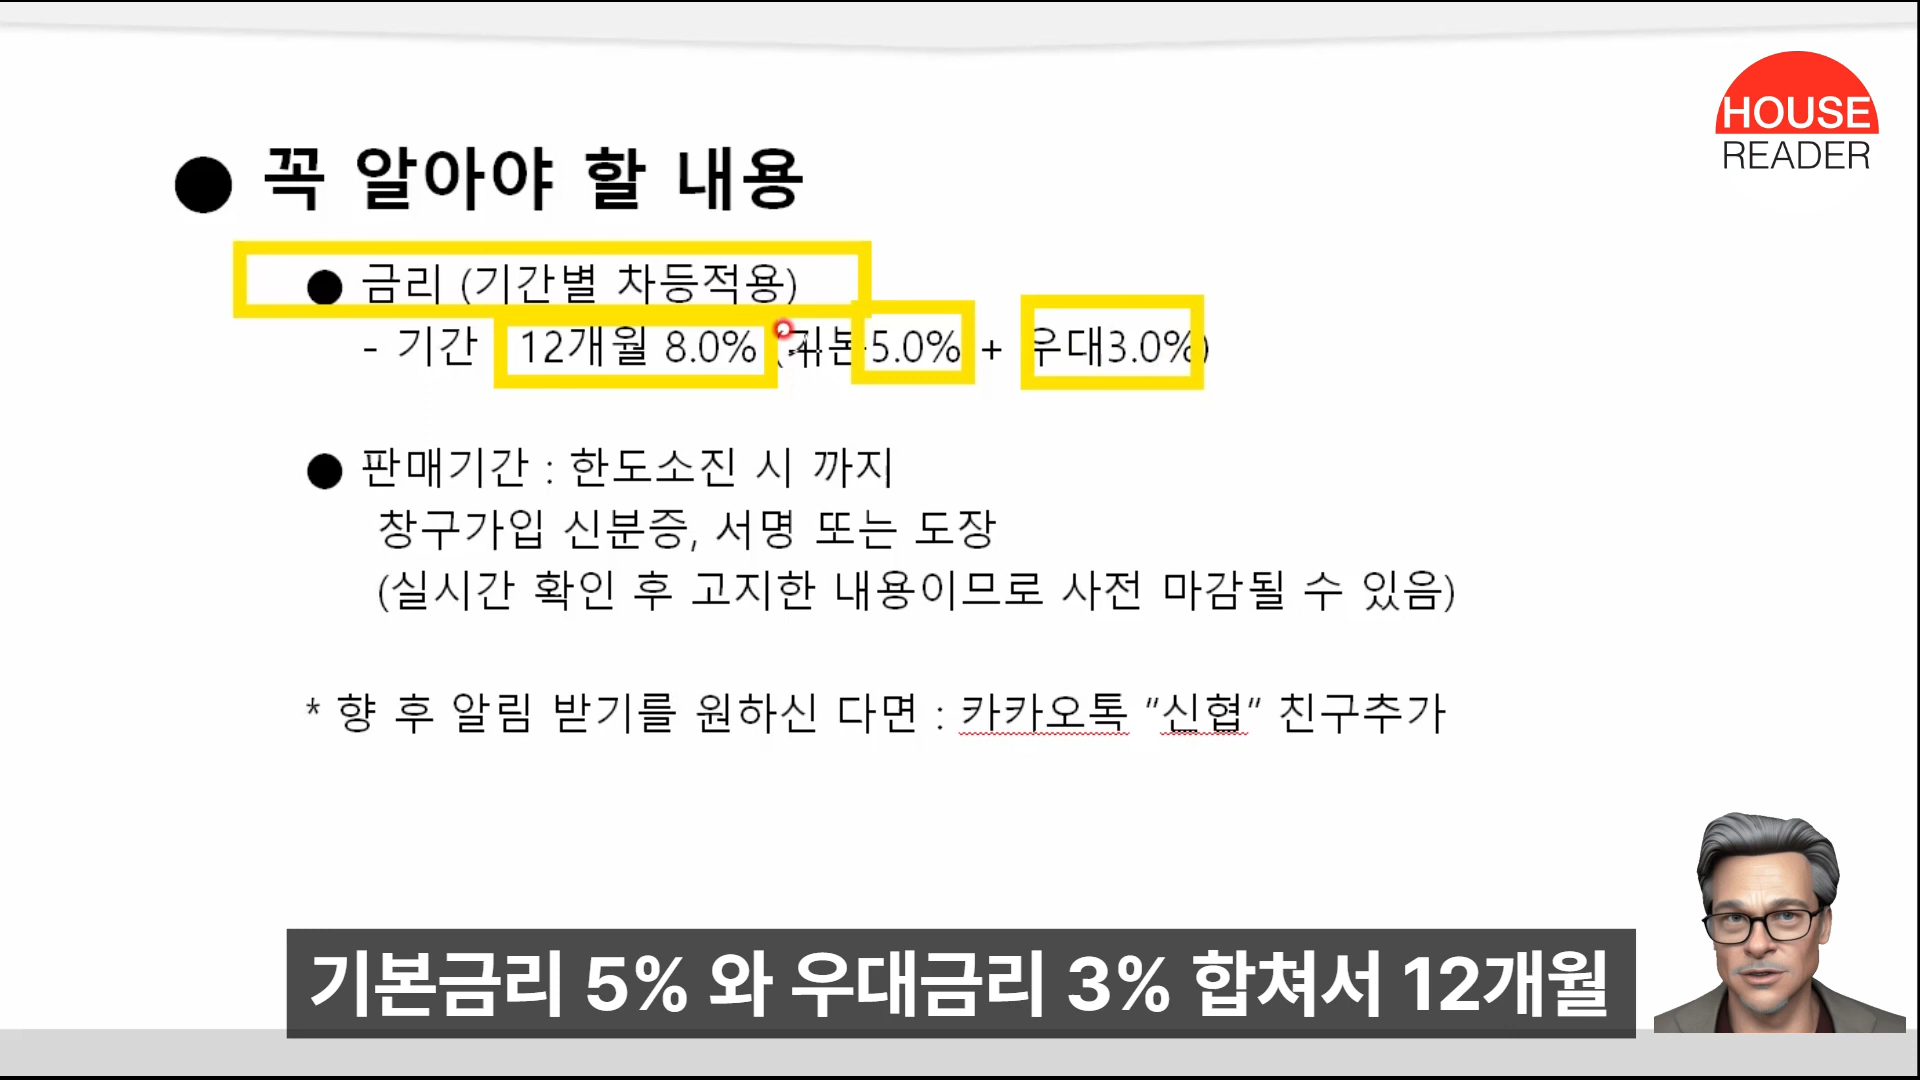 HOUSE
READER
● 꼭 알아야 할 내용
● 금리 (기간별 차등적용)
- 기간 12개월 8.0% (기본 5.0% + 우대3.0%)
● 판매기간 : 한도소진 시 까지
창구가입 신분증, 서명 또는 도장
(실시간 확인 후 고지한 내용이므로 사전 마감될 수 있음)
* 향 후 알림 받기를 원하신 다면 : 카카오톡 "신협" 친구추가
기본금리 5% 와 우대금리 3% 합쳐서 12개월